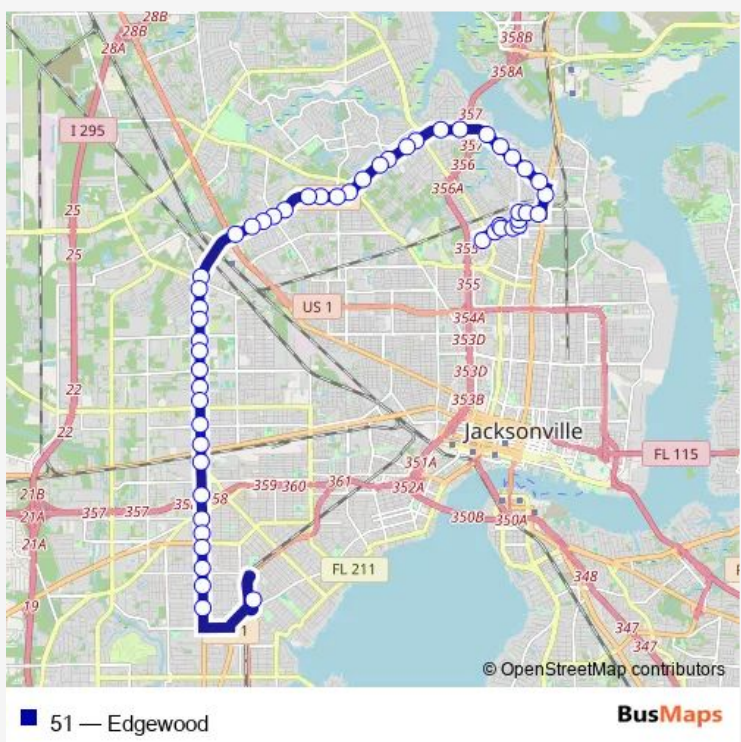 28B
28B
28A
358B
358A
I 295
357
357
356
356A
25
25
355
355
US 1
354A
353D
353D
22
353B
22
Jacksonville
FL 115
351A
21B
21A
357
357
58
359
360
361
352A
350B
350A
21A
FL 211
348
19
347
347
1
© OpenStreetMap contributors
51 — Edgewood
BusMaps